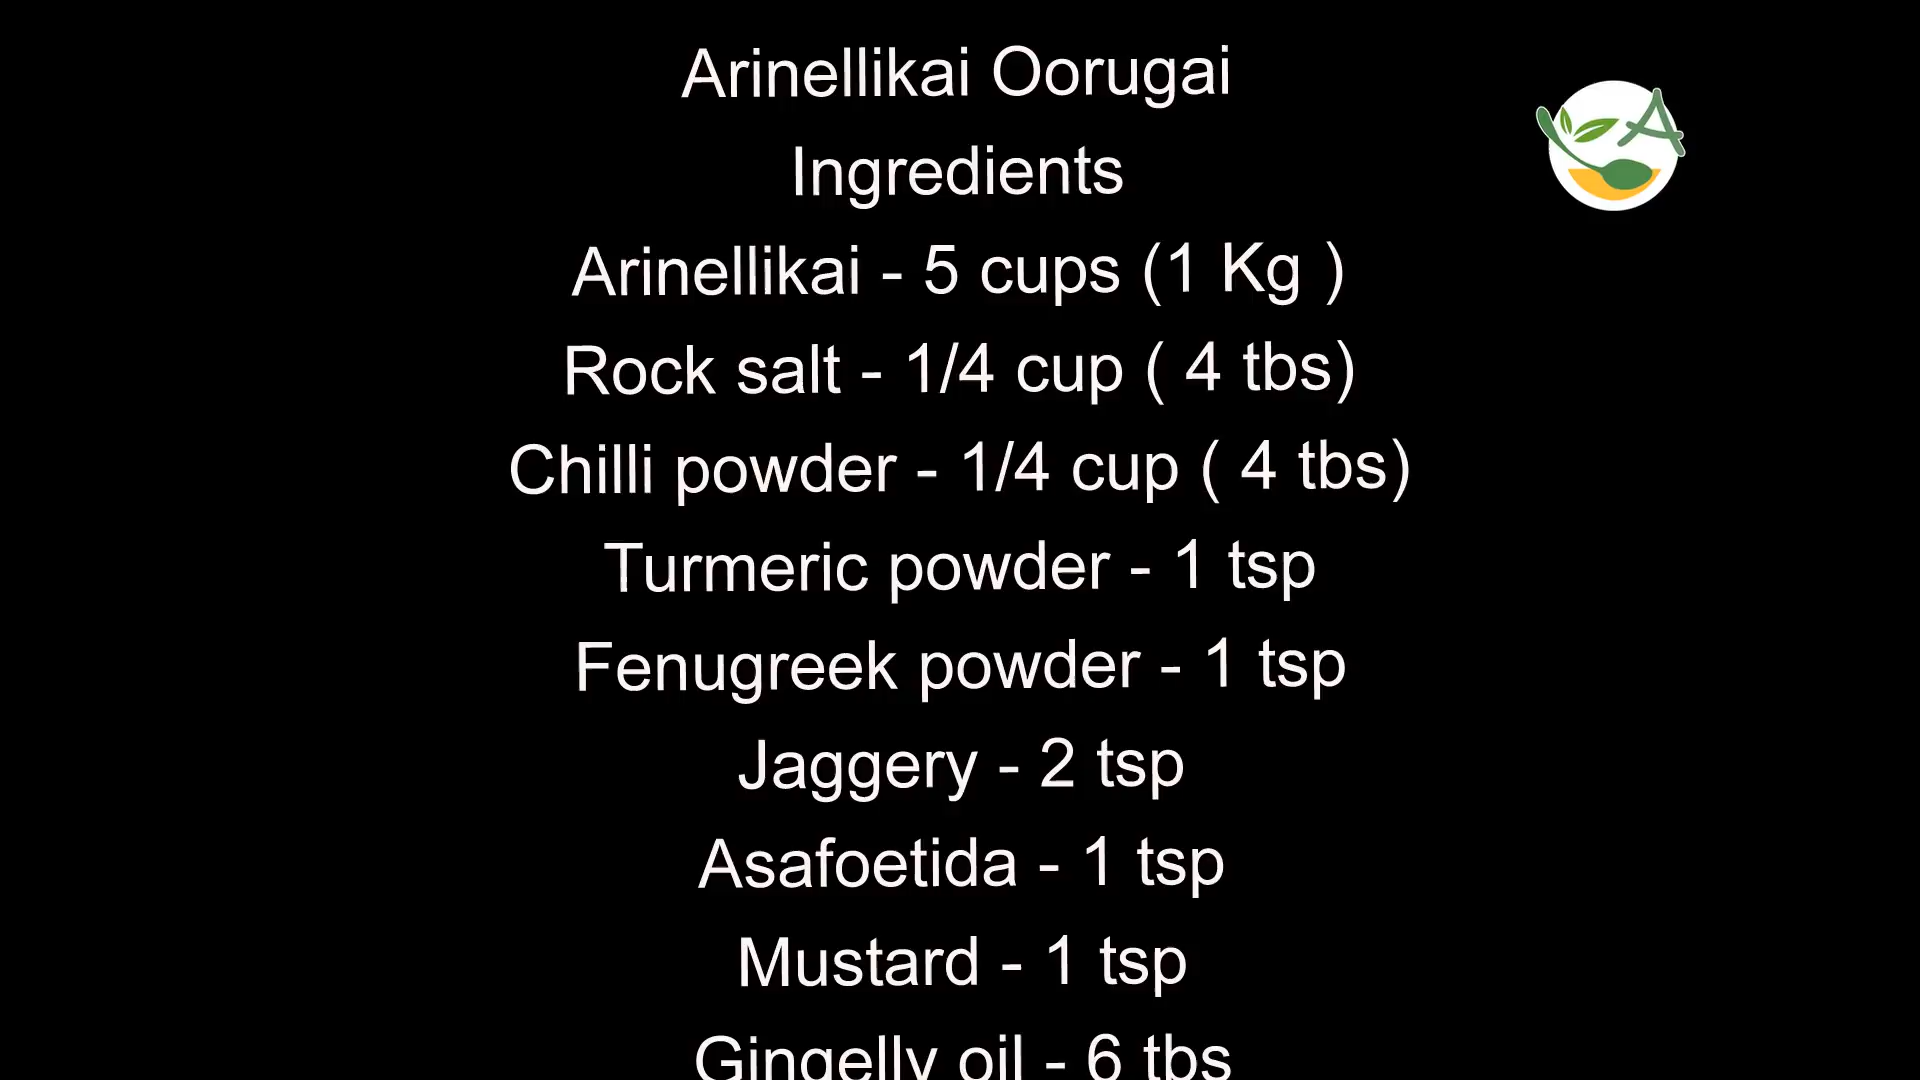 Arinellikai Oorugai
Ingredients
Arinellikai - 5 cups (1 Kg )
Rock salt - 1/4 cup ( 4 tbs)
Chilli powder - 1/4 cup ( 4 tbs)
Turmeric powder - 1 tsp
Fenugreek powder - 1 tsp
Jaggery - 2 tsp
Asafoetida - 1 tsp
Mustard - 1 tsp
Gingelly oil - 6 tbs
A